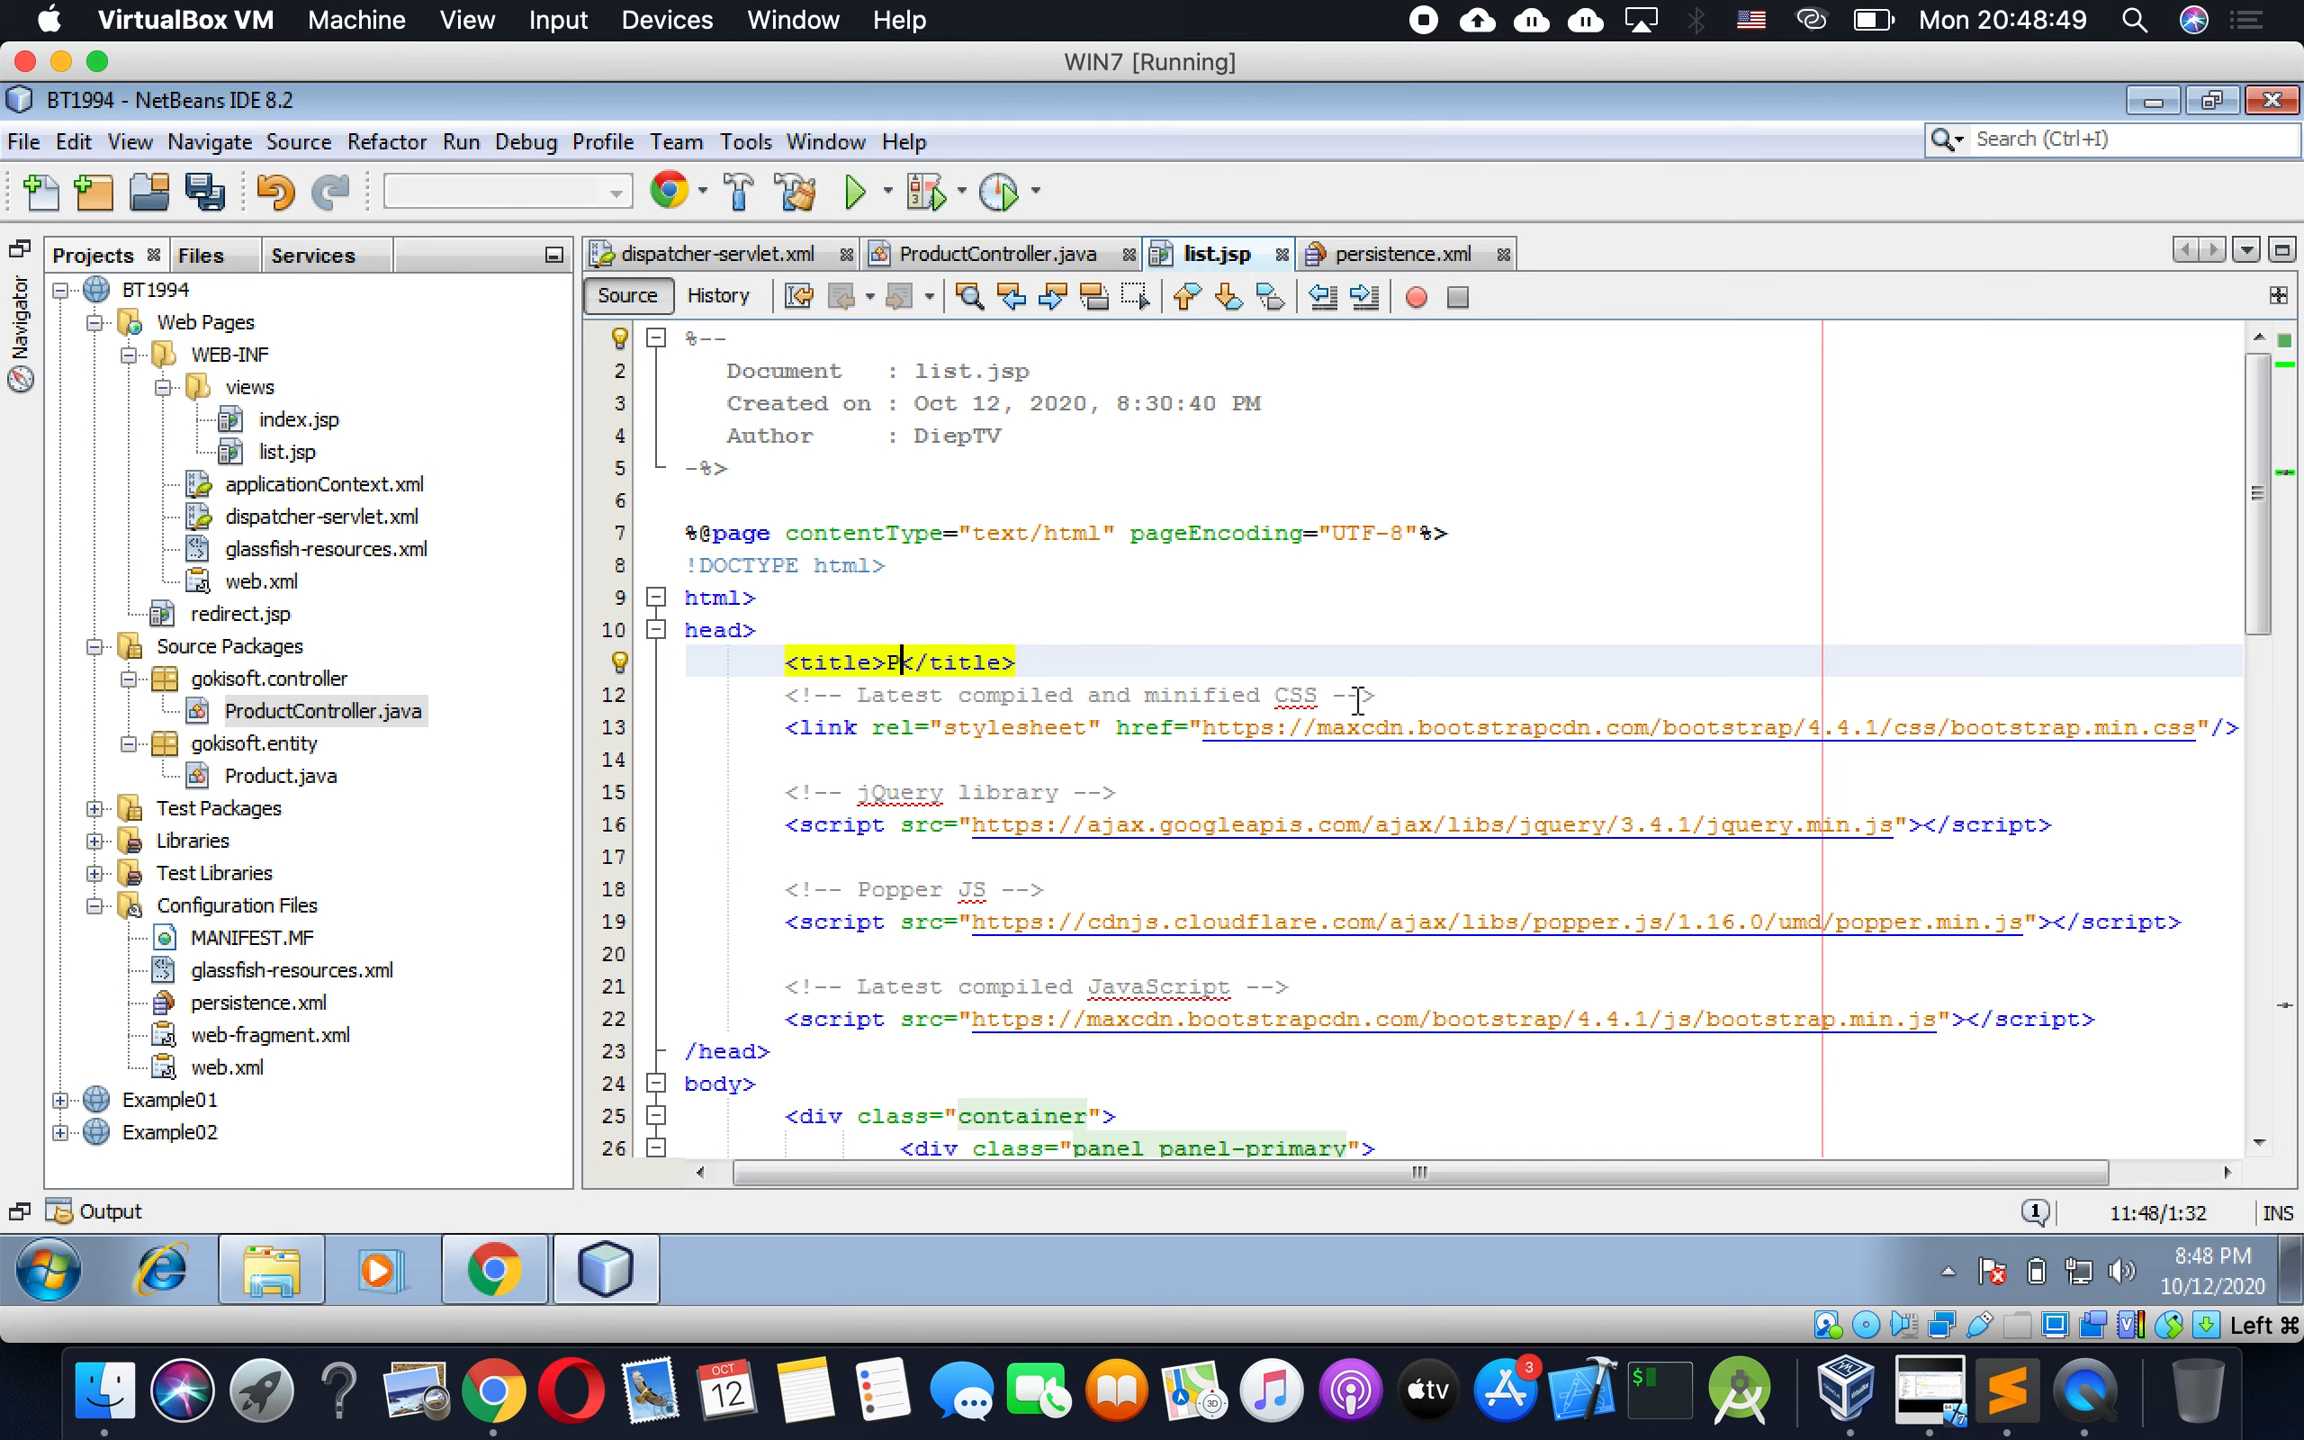 VirtualBox VM Machine View Input Devices Window Help Mon 20:48:49
WIN7 [Running]
BT1994 - NetBeans IDE 8.2
File Edit View Navigate Source Refactor Run Debug Profile Team Tools Window Help Search (Ctrl+I)
Projects Files Services
dispatcher-servlet.xml ProductController.java list.jsp persistence.xml
Source History
Navigator
BT1994
Web Pages
WEB-INF
views
index.jsp
list.jsp
applicationContext.xml
dispatcher-servlet.xml
glassfish-resources.xml
web.xml
redirect.jsp
Source Packages
gokisoft.controller
ProductController.java
gokisoft.entity
Product.java
Test Packages
Libraries
Test Libraries
Configuration Files
MANIFEST.MF
glassfish-resources.xml
persistence.xml
web-fragment.xml
web.xml
Example01
Example02
%--
2 Document : list.jsp
3 Created on : Oct 12, 2020, 8:30:40 PM
4 Author : DiepTV
5 -%>
6
7 %@page contentType="text/html" pageEncoding="UTF-8"%>
8 !DOCTYPE html>
9 html>
10 head>
<title>P</title>
12 <!-- Latest compiled and minified CSS -->
13 <link rel="stylesheet" href="https://maxcdn.bootstrapcdn.com/bootstrap/4.4.1/css/bootstrap.min.css"/>
14
15 <!-- jQuery library -->
16 <script src="https://ajax.googleapis.com/ajax/libs/jquery/3.4.1/jquery.min.js"></script>
17
18 <!-- Popper JS -->
19 <script src="https://cdnjs.cloudflare.com/ajax/libs/popper.js/1.16.0/umd/popper.min.js"></script>
20
21 <!-- Latest compiled JavaScript -->
22 <script src="https://maxcdn.bootstrapcdn.com/bootstrap/4.4.1/js/bootstrap.min.js"></script>
23 /head>
24 body>
25 <div class="container">
26 <div class="panel panel-primary">
Output
1 11:48/1:32 INS
8:48 PM
10/12/2020
Left ⌘
OCT
12
3D
tv
3
$